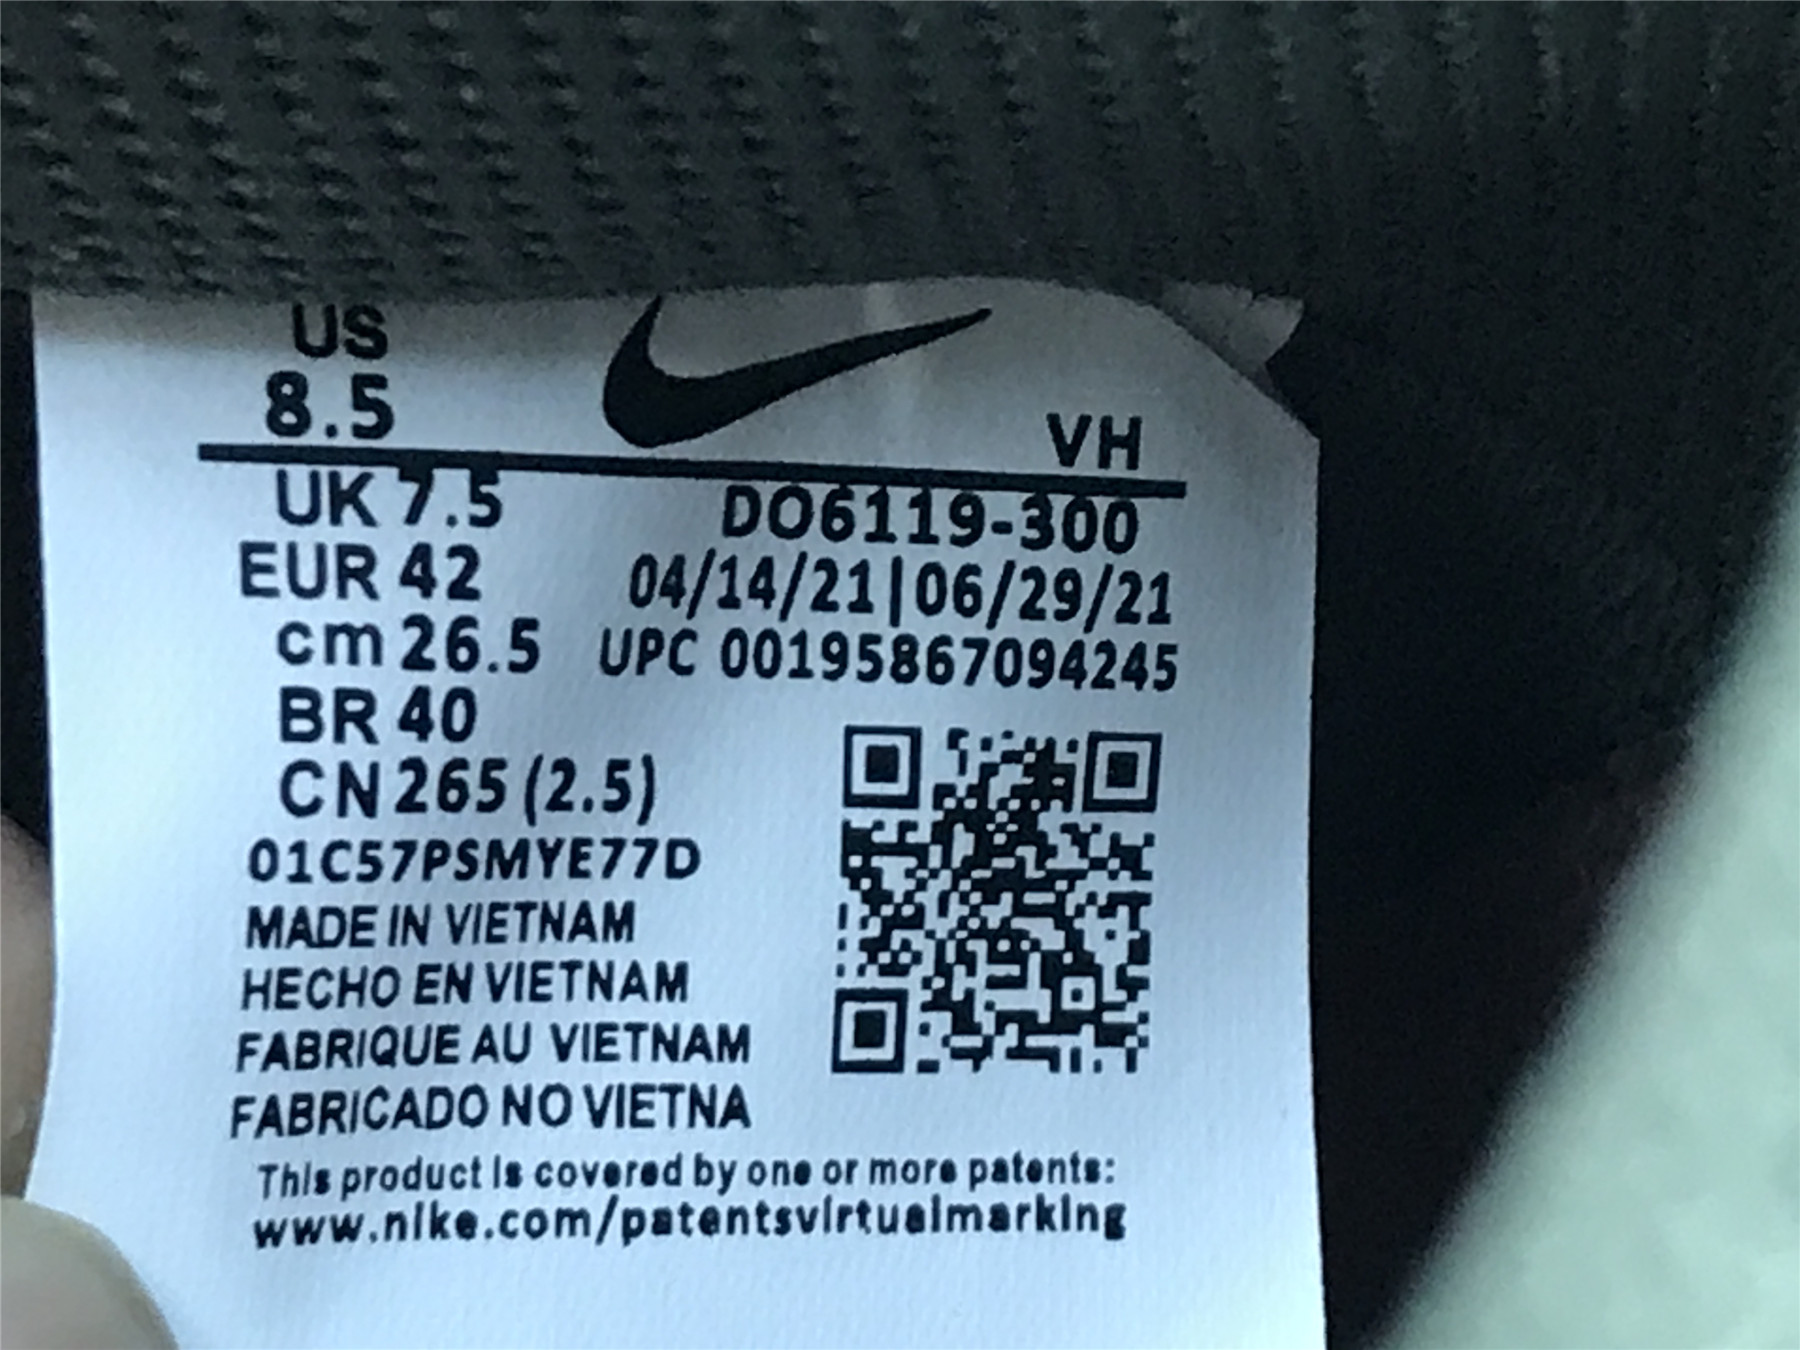 US
8.5
VH
UK 7.5
DO6119-300
EUR 42
04/14/21|06/29/21
cm 26.5
UPC 00195867094245
BR 40
CN 265 (2.5)
01C57PSMYE77D
MADE IN VIETNAM
HECHO EN VIETNAM
FABRIQUE AU VIETNAM
FABRICADO NO VIETNA
This product is covered by one or more patents:
www.nike.com/patentsvirtualmarking